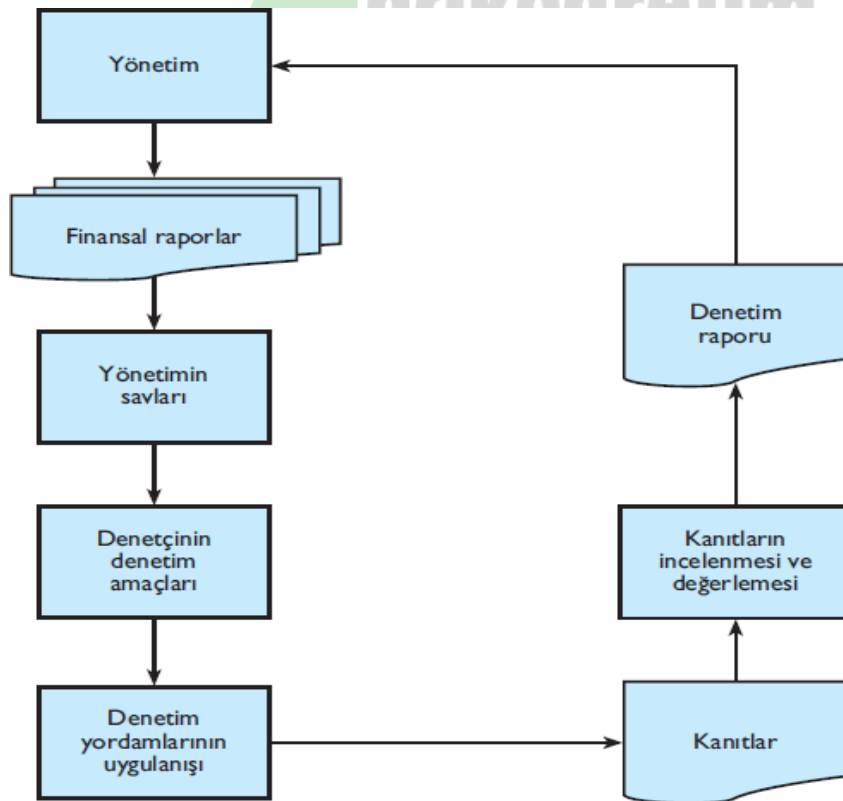 Yönetim
Finansal raporlar
Yönetimin
savları
Denetçinin
denetim
amaçları
Denetim
yordamlarının
uygulanışı
Kanıtlar
Kanıtların
incelenmesi ve
değerlemesi
Denetim
raporu